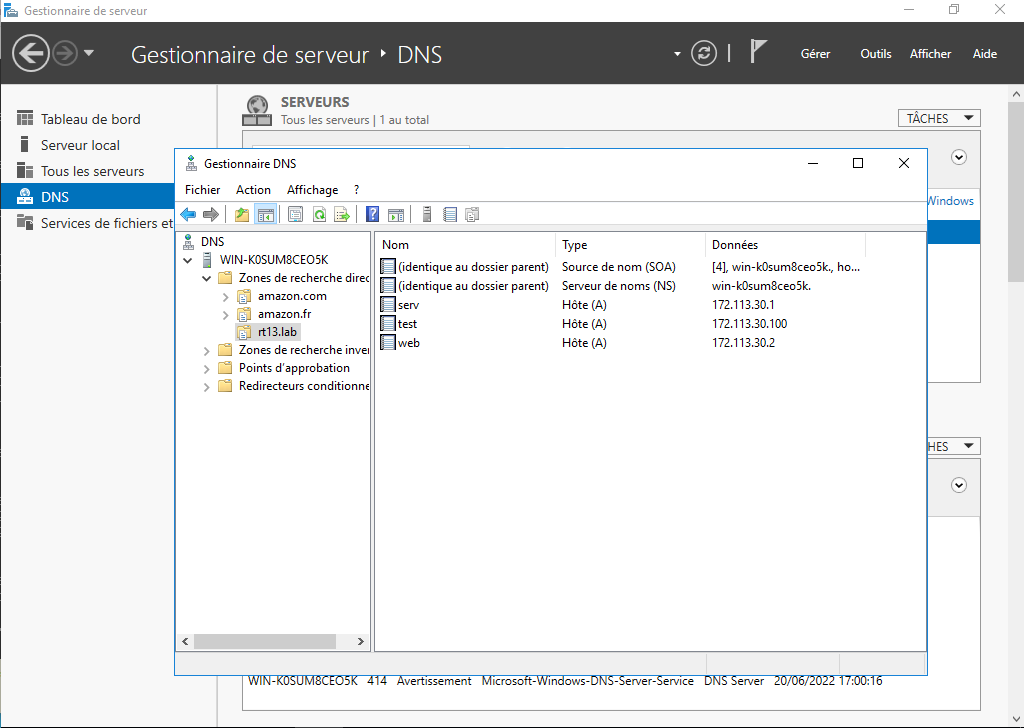 Gestionnaire de serveur
Gestionnaire de serveur ‣ DNS
Gérer Outils Afficher Aide
Tableau de bord
Serveur local
Tous les serveurs
DNS
Services de fichiers et
SERVEURS
Tous les serveurs | 1 au total
TÂCHES
Windows
Gestionnaire DNS
Fichier Action Affichage ?
DNS
WIN-K0SUM8CEO5K
Zones de recherche direc
amazon.com
amazon.fr
rt13.lab
Zones de recherche inver
Points d'approbation
Redirecteurs conditionne
Nom Type Données
(identique au dossier parent) Source de nom (SOA) [4], win-k0sum8ceo5k., ho...
(identique au dossier parent) Serveur de noms (NS) win-k0sum8ceo5k.
serv Hôte (A) 172.113.30.1
test Hôte (A) 172.113.30.100
web Hôte (A) 172.113.30.2
HES
WIN-K0SUM8CEO5K 414 Avertissement Microsoft-Windows-DNS-Server-Service DNS Server 20/06/2022 17:00:16